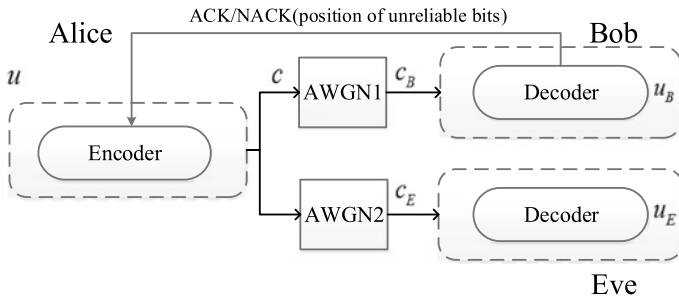 ACK/NACK(position of unreliable bits)
Alice
Bob
u
c
AWGN1
c_B
Decoder
u_B
Encoder
AWGN2
c_E
Decoder
u_E
Eve